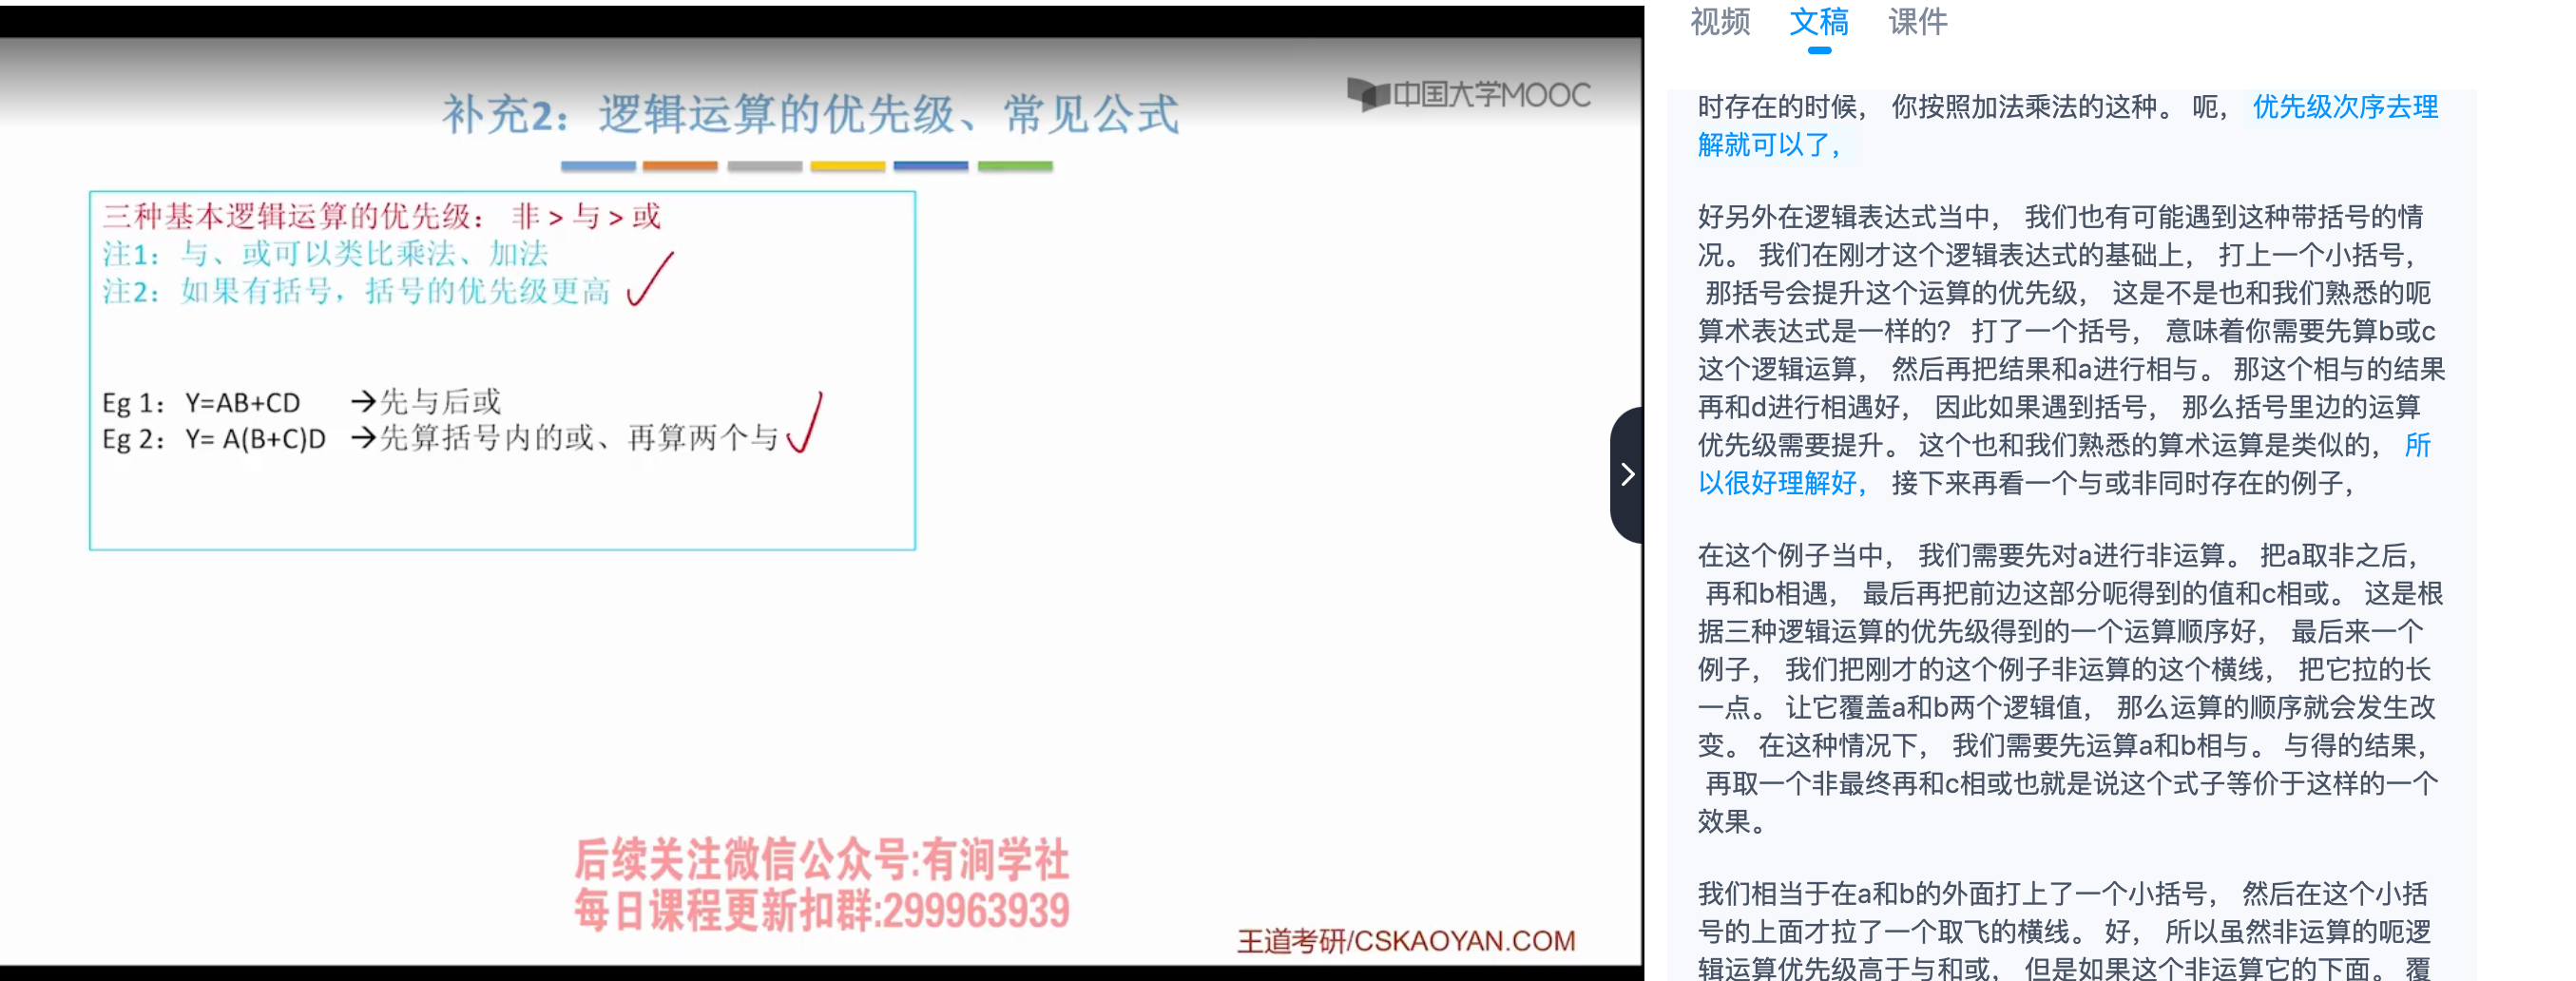 补充2：逻辑运算的优先级、常见公式
中国大学MOOC
三种基本逻辑运算的优先级： 非 > 与 > 或
注1：与、或可以类比乘法、加法
注2：如果有括号，括号的优先级更高
Eg 1：Y=AB+CD →先与后或
Eg 2：Y= A(B+C)D →先算括号内的或、再算两个与
后续关注微信公众号:有涧学社
每日课程更新扣群:299963939
王道考研/CSKAOYAN.COM
视频 文稿 课件
时存在的时候， 你按照加法乘法的这种。 呃， 优先级次序去理
解就可以了，
好另外在逻辑表达式当中， 我们也有可能遇到这种带括号的情
况。 我们在刚才这个逻辑表达式的基础上， 打上一个小括号，
那括号会提升这个运算的优先级， 这是不是也和我们熟悉的呃
算术表达式是一样的? 打了一个括号， 意味着你需要先算b或c
这个逻辑运算， 然后再把结果和a进行相与。 那这个相与的结果
再和d进行相遇好， 因此如果遇到括号， 那么括号里边的运算
优先级需要提升。 这个也和我们熟悉的算术运算是类似的， 所
以很好理解好， 接下来再看一个与或非同时存在的例子，
在这个例子当中， 我们需要先对a进行非运算。 把a取非之后，
再和b相遇， 最后再把前边这部分呃得到的值和c相或。 这是根
据三种逻辑运算的优先级得到的一个运算顺序好， 最后来一个
例子， 我们把刚才的这个例子非运算的这个横线， 把它拉的长
一点。 让它覆盖a和b两个逻辑值， 那么运算的顺序就会发生改
变。 在这种情况下， 我们需要先运算a和b相与。 与得的结果，
再取一个非最终再和c相或也就是说这个式子等价于这样的一个
效果。
我们相当于在a和b的外面打上了一个小括号， 然后在这个小括
号的上面才拉了一个取飞的横线。 好， 所以虽然非运算的呃逻
辑运算优先级高于与和或， 但是如果这个非运算它的下面。 覆